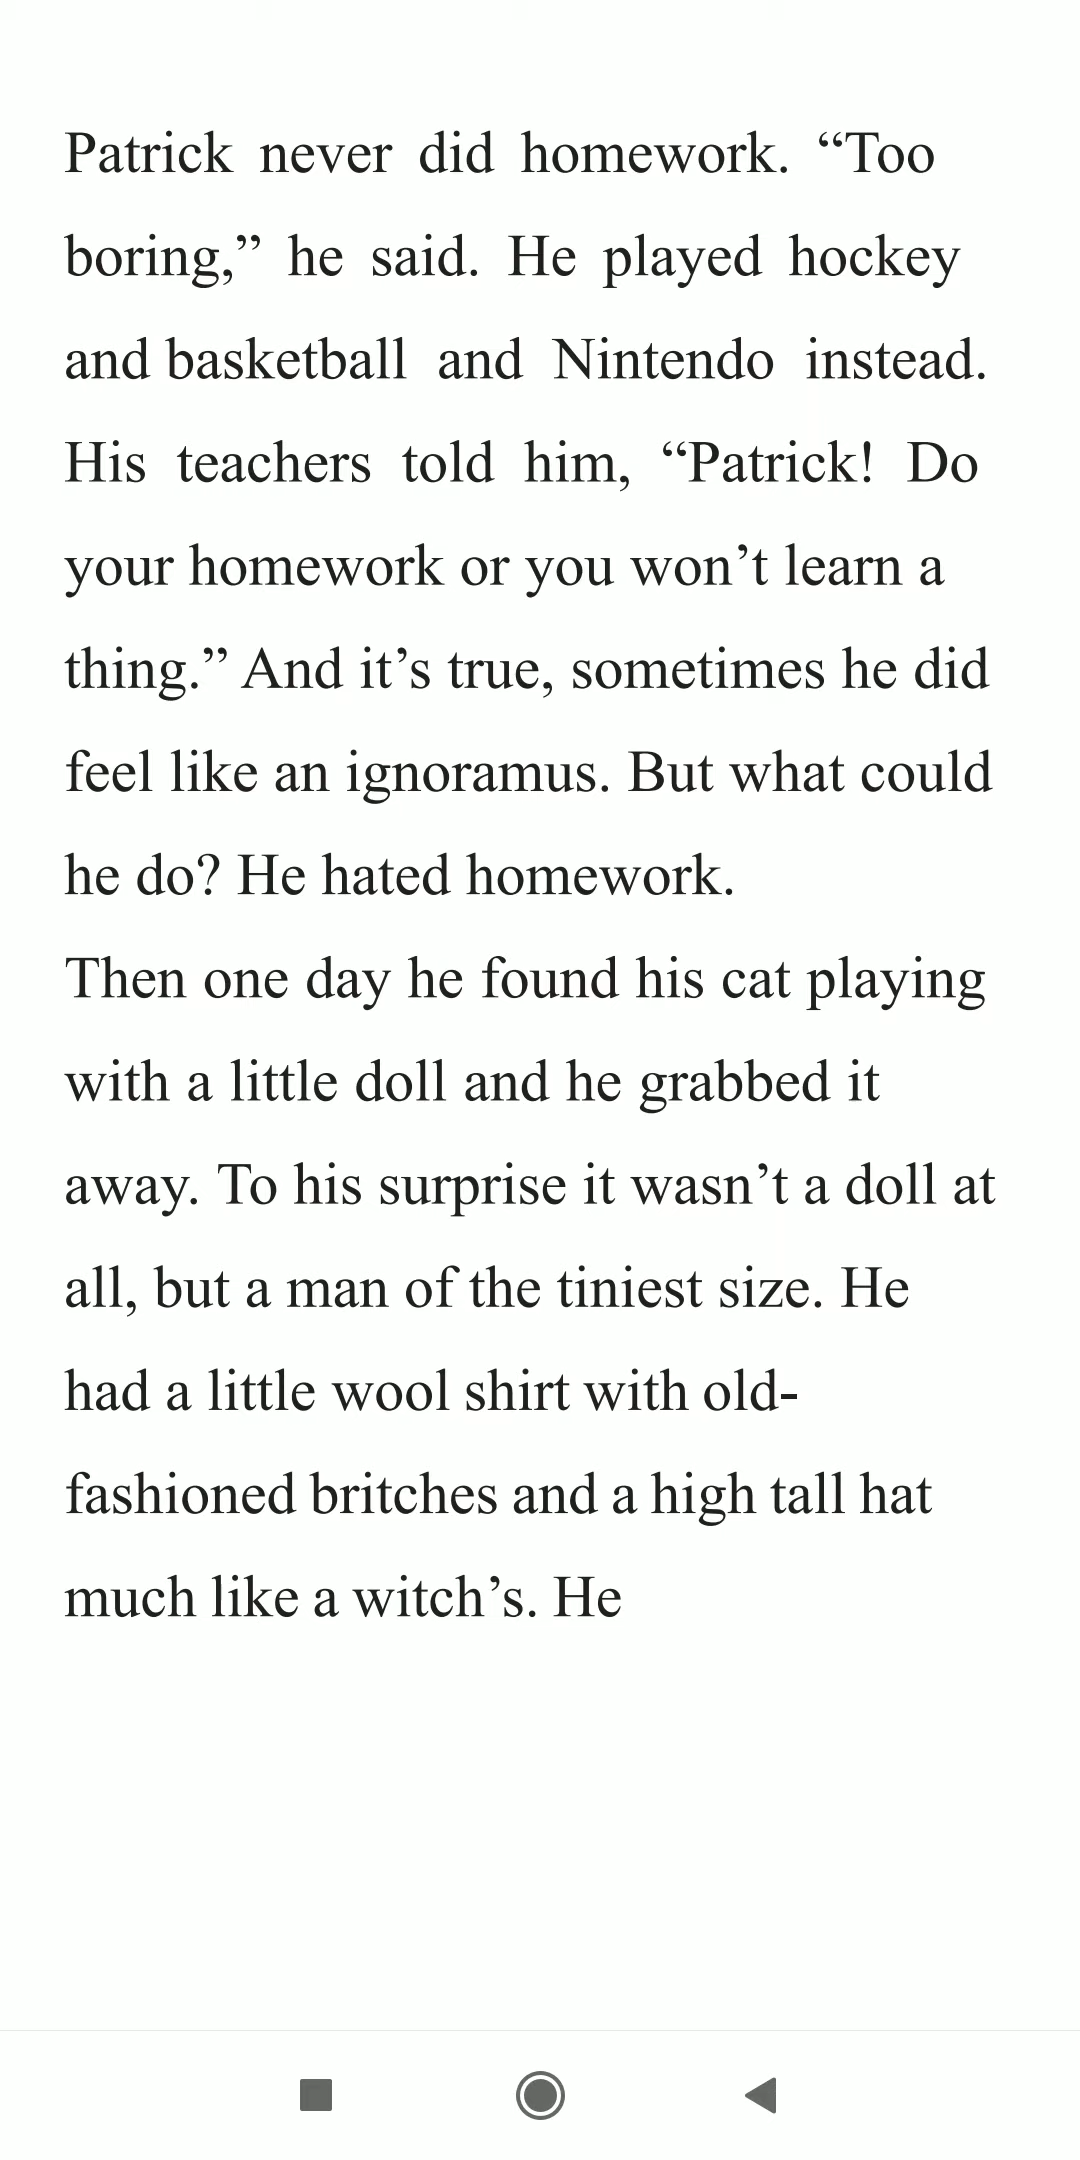 Patrick never did homework. “Too
boring,” he said. He played hockey
and basketball and Nintendo instead.
His teachers told him, “Patrick! Do
your homework or you won’t learn a
thing.” And it’s true, sometimes he did
feel like an ignoramus. But what could
he do? He hated homework.
Then one day he found his cat playing
with a little doll and he grabbed it
away. To his surprise it wasn’t a doll at
all, but a man of the tiniest size. He
had a little wool shirt with old-
fashioned britches and a high tall hat
much like a witch’s. He